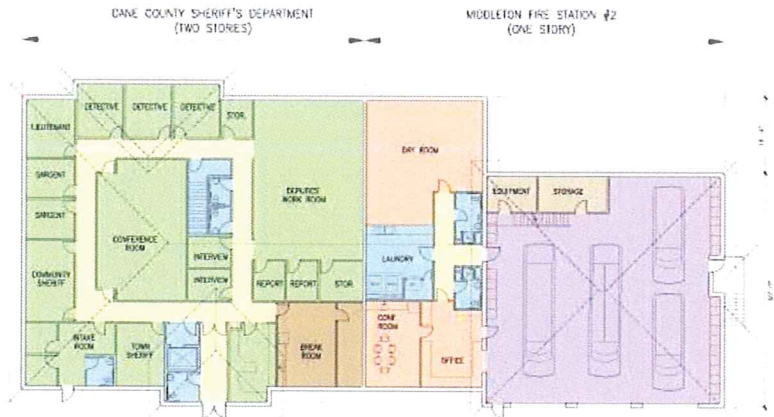 DANE COUNTY SHERIFF'S DEPARTMENT
(TWO STORIES)
MIDDLETON FIRE STATION #2
(ONE STORY)
LIEUTENANT
DETECTIVE
DETECTIVE
DETECTIVE
STOR.
DAY ROOM
SARGENT
SARGENT
DEPUTIES'
WORK ROOM
EQUIPMENT
STORAGE
CONFERENCE
ROOM
INTERVIEW
INTERVIEW
LAUNDRY
COMMUNITY
SHERIFF
REPORT
REPORT
STOR.
INTAKE
ROOM
TOWN
SHERIFF
BREAK
ROOM
CONF
ROOM
OFFICE